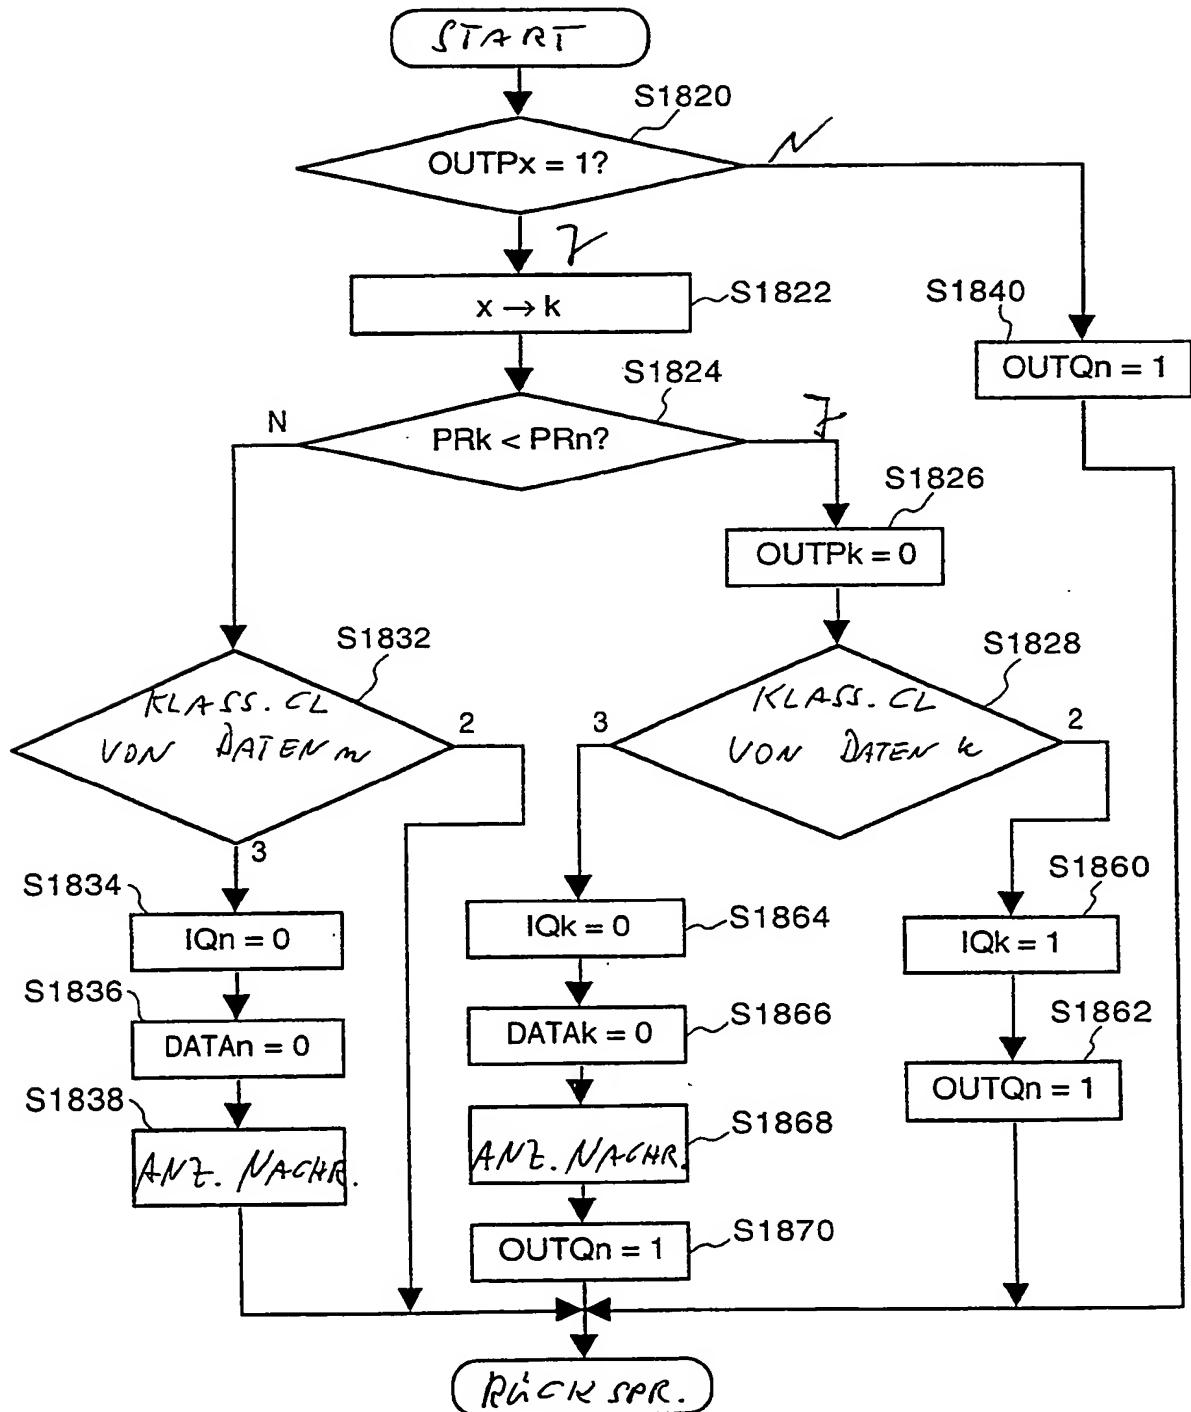 START
S1820
OUTPx = 1?
N
J
x → k
S1822
S1840
OUTQn = 1
S1824
N
PRk < PRn?
J
S1826
OUTPk = 0
S1832
KLASS. CL
VON DATEN n
2
3
S1828
3
KLASS. CL
VON DATEN k
2
S1834
IQn = 0
IQk = 0
S1864
S1860
IQk = 1
S1836
DATAn = 0
DATAk = 0
S1866
S1862
OUTQn = 1
S1838
ANZ. NACHR.
ANZ. NACHR.
S1868
OUTQn = 1
S1870
RÜCKSPR.